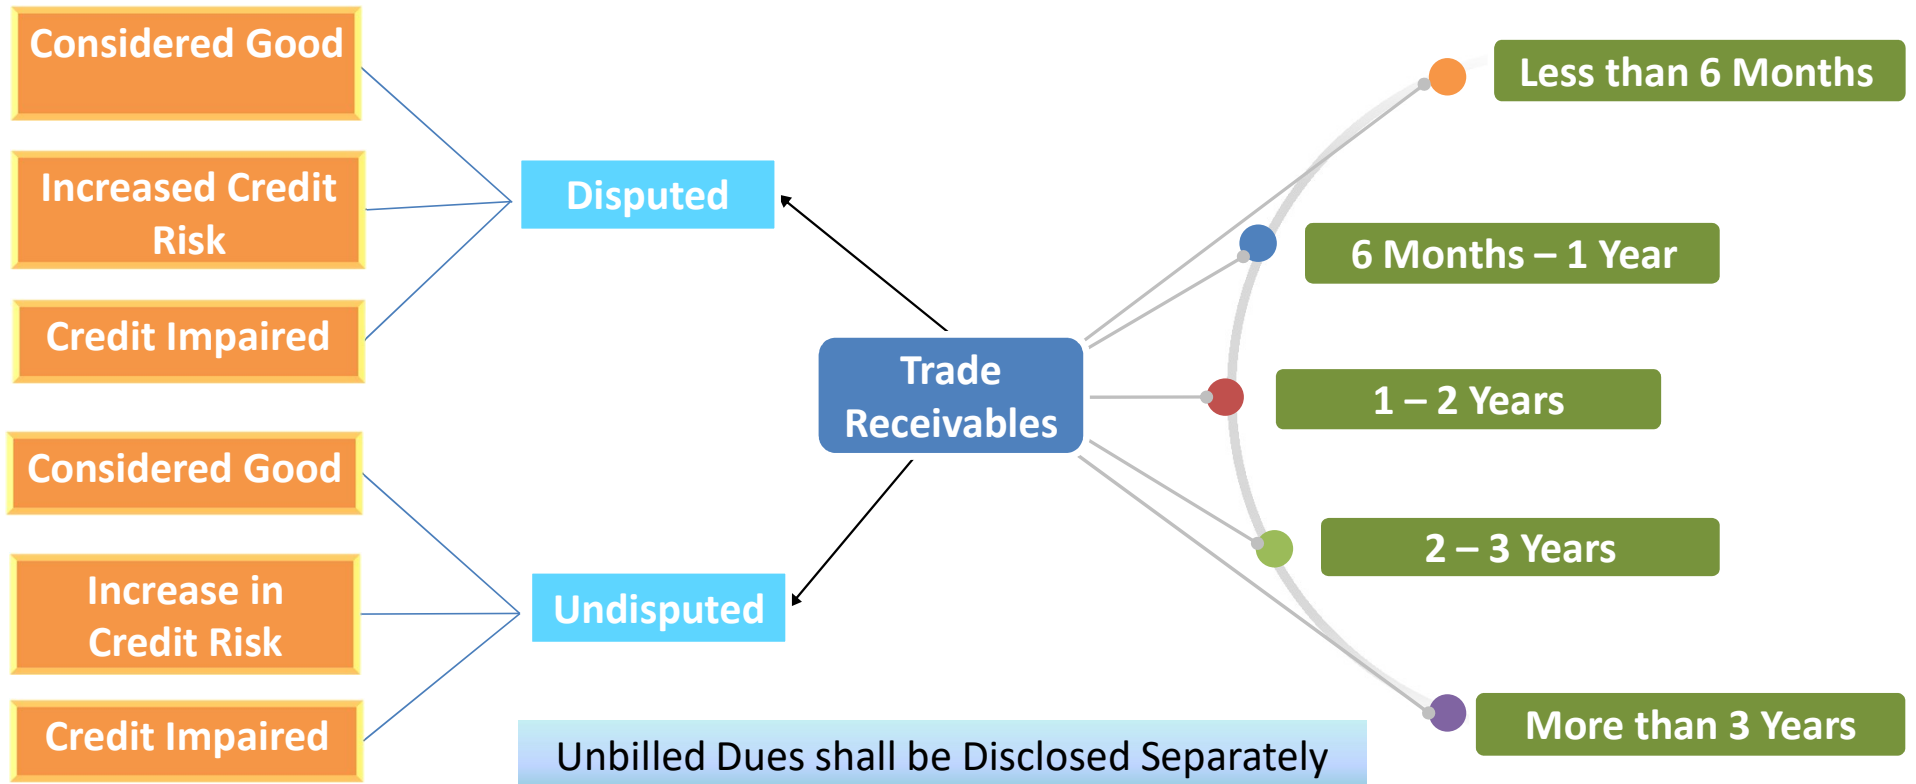 Considered Good
Increased Credit
Risk
Credit Impaired
Disputed
Considered Good
Increase in
Credit Risk
Credit Impaired
Undisputed
Trade
Receivables
Less than 6 Months
6 Months – 1 Year
1 – 2 Years
2 – 3 Years
More than 3 Years
Unbilled Dues shall be Disclosed Separately